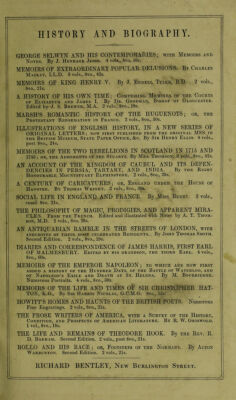 HISTORY AND BIOGRAPHY.
GEORGE SELWYN AND HIS CONTEMPORARIES; WITH MEMOIRS AND
NOTES. By J. HENEAGE JESSE. 4 vols., 8vo,
MEMOIRS OF EXTRAORDINARY POPULAR DELUSIONS. By CHARLES
MACKAY, LL.D. vols., 8vo,
MEMOIRS OF KING HENRY V. By J. ENDELL TYLER, B.D. 2 vols.,
8vo, 21s.
A HISTORY OF HIS OWN TIME; COMPRISING MEMOIRS OF THE COURTS
OF ELIZABETH AND JAMES I. By DR. GOODMAN, BISHOP OF GLOUCESTER.
Edited by J. S. BREWER, M.A. 2 vols., 8vo,
MARSH'S ROMANTIC HISTORY OF THE HUGUENOTS; OR, THE
PROTESTANT REFORMATION IN FRANCE. 2 vols., 8vo, 30s.
ILLUSTRATIONS OF ENGLISH HISTORY, IN A NEW SERIES OF
ORIGINAL LETTERS; NOW FIRST PUBLISHED FROM THE ORIGINAL MSS. IN
THE BRITISH MUSEUM, STATE PAPER OFFICE, &c. By SIR HENRY ELLIS. 4 vols., post
8vo, 24s.
MEMOIRS OF THE TWO REBELLIONS IN SCOTLAND IN 1715 AND
1745; OR, THE ADHERENTS OF THE STUART. By MRS. THOMSON. 3 vols., 8vo,
AN ACCOUNT OF THE KINGDOM OF CAUBUL AND ITS DEPEN-
DENCIES IN PERSIA, TARTARY, AND INDIA. By THE RIGHT
HONOURABLE MOUNTSTUART ELPHINSTONE. 2 vols., 8vo, 28s.
A CENTURY OF CARICATURES; OR, ENGLAND UNDER THE HOUSE OF
HANOVER. By THOMAS WRIGHT. 2 vols., 8vo, 30s.
SOCIAL LIFE IN ENGLAND AND FRANCE. By MISS BERRY. 2 vols.,
small 8vo, 21s.
THE PHILOSOPHY OF MAGIC, PRODIGIES, AND APPARENT MIRA-
CLES. FROM THE FRENCH. Edited and illustrated with Notes by A. T. THOM-
SON, M.D. 2 vols., 8vo, 28s.
AN ANTIQUARIAN RAMBLE IN THE STREETS OF LONDON, WITH
ANECDOTES OF THEIR MORE CELEBRATED RESIDENTS. By JOHN THOMAS SMITH.
Second Edition. 2 vols., 8vo, 28s.
DIARIES AND CORRESPONDENCE OF JAMES HARRIS, FIRST EARL
OF MALMESBURY. EDITED BY HIS GRANDSON, THE THIRD EARL. 4 vols.,
8vo,
MEMOIRS OF THE EMPEROR NAPOLEON; TO WHICH ARE NOW FIRST
ADDED A HISTORY OF THE HUNDRED DAYS, OF THE BATTLE OF WATERLOO, AND
OF NAPOLEON'S EXILE AND DEATH AT ST. HELENA. By M. BOURRIENNE.
NUMEROUS PORTRAITS. 4 vols., 8vo, 30s.
MEMOIRS OF THE LIFE AND TIMES OF SIR CHRISTOPHER HAT-
TON, K.G. By SIR HARRIS NICOLAS, G.C.M.G. 8vo, 15s.
HOWITT'S HOMES AND HAUNTS OF THE BRITISH POETS. NUMEROUS
Fine Engravings. 2 vols., 8vo, 21s.
THE PROSE WRITERS OF AMERICA, WITH A SURVEY OF THE HISTORY,
CONDITION, AND PROSPECTS OF AMERICAN LITERATURE. By R. W. GRISWOLD.
1 vol., 8vo, 18s.
THE LIFE AND REMAINS OF THEODORE HOOK. By the REV. R.
D. BARHAM. Second Edition. 2 vols., post 8vo, 21s.
ROLLO AND HIS RACE; OR, FOOTSTEPS OF THE NORMANS. By ACTON
WARBURTON. Second Edition. 2 vols., 21s.
RICHARD BENTLEY, NEW BURLINGTON STREET.